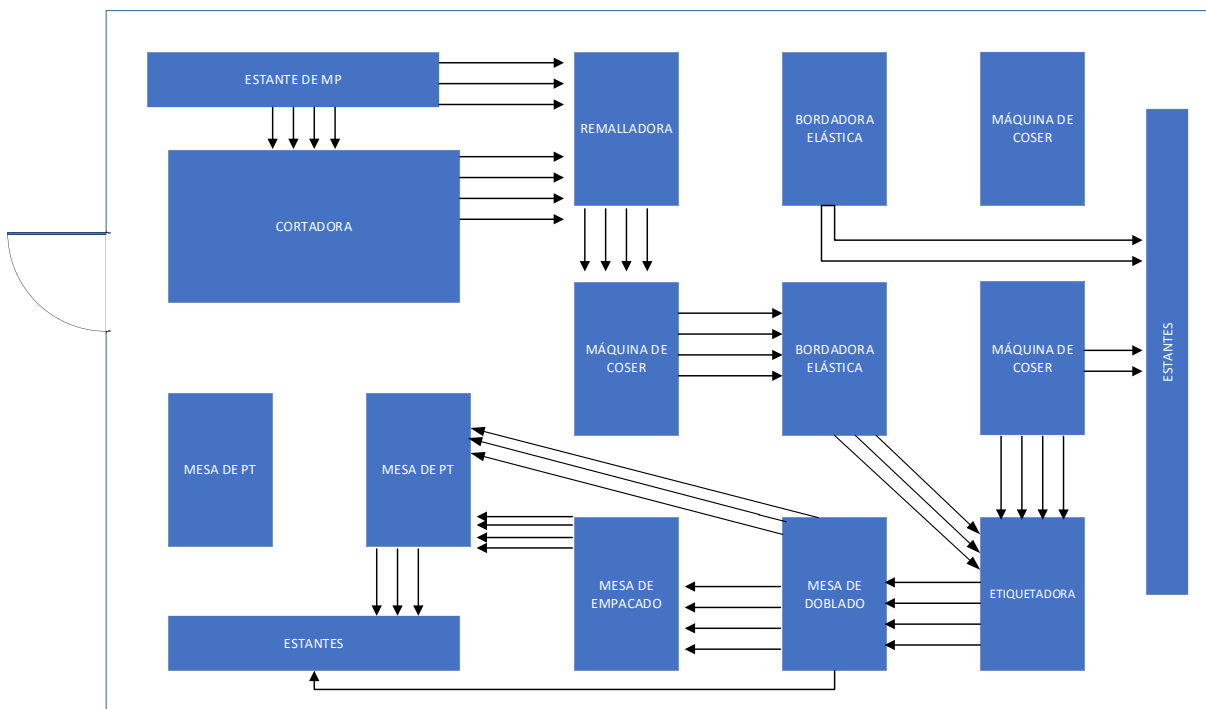 ESTANTE DE MP
REMALLADORA
BORDADORA
ELÁSTICA
MÁQUINA DE
COSER
CORTADORA
MÁQUINA DE
COSER
BORDADORA
ELÁSTICA
MÁQUINA DE
COSER
ESTANTES
MESA DE PT
MESA DE PT
MESA DE
EMPACADO
MESA DE
DOBLADO
ETIQUETADORA
ESTANTES